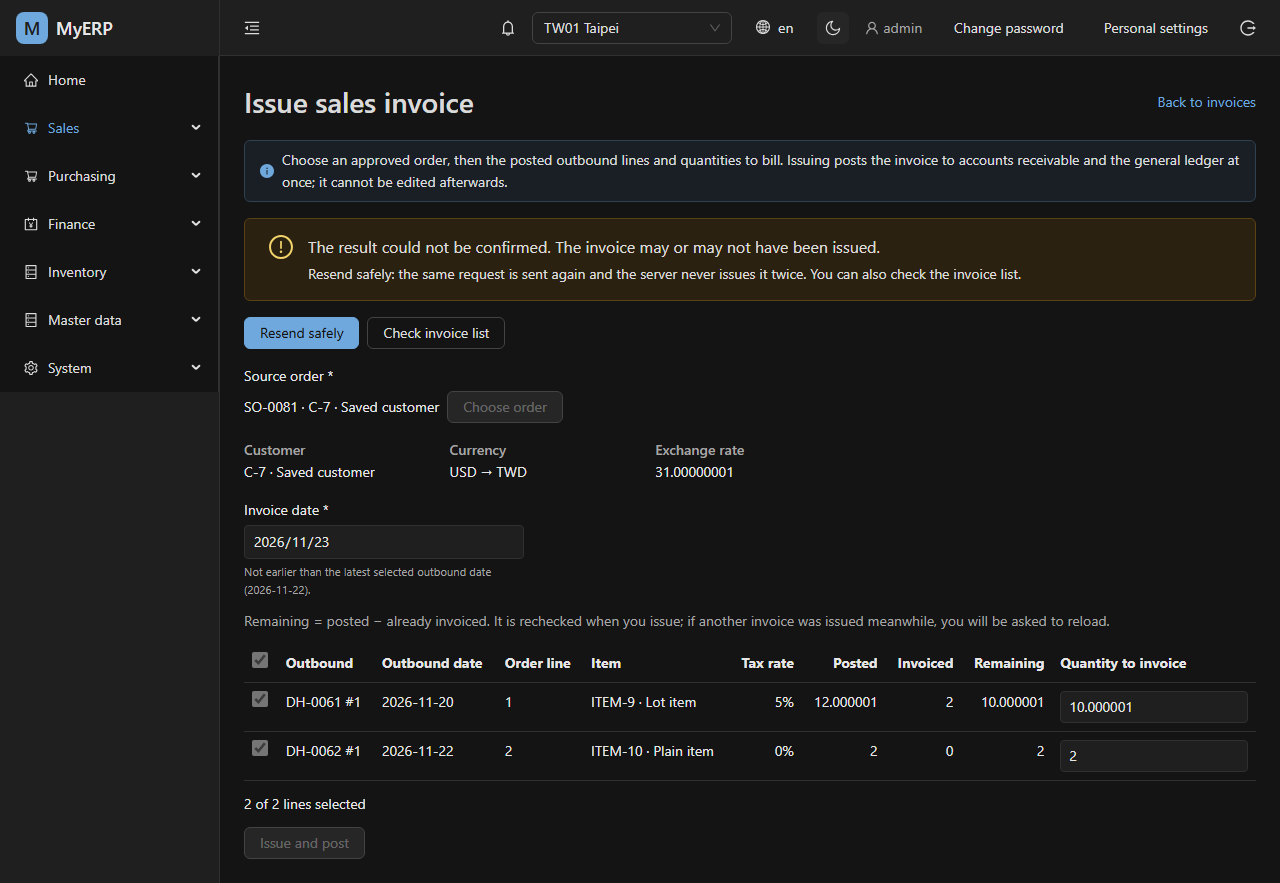 M MyERP
TW01 Taipei
en
admin
Change password
Personal settings
Home
Sales
Purchasing
Finance
Inventory
Master data
System
Issue sales invoice
Back to invoices
Choose an approved order, then the posted outbound lines and quantities to bill. Issuing posts the invoice to accounts receivable and the general ledger at
once; it cannot be edited afterwards.
The result could not be confirmed. The invoice may or may not have been issued.
Resend safely: the same request is sent again and the server never issues it twice. You can also check the invoice list.
Resend safely
Check invoice list
Source order *
SO-0081 · C-7 · Saved customer
Choose order
Customer Currency Exchange rate
C-7 · Saved customer USD → TWD 31.00000001
Invoice date *
2026/11/23
Not earlier than the latest selected outbound date
(2026-11-22).
Remaining = posted − already invoiced. It is rechecked when you issue; if another invoice was issued meanwhile, you will be asked to reload.
Outbound Outbound date Order line Item Tax rate Posted Invoiced Remaining Quantity to invoice
DH-0061 #1 2026-11-20 1 ITEM-9 · Lot item 5% 12.000001 2 10.000001 10.000001
DH-0062 #1 2026-11-22 2 ITEM-10 · Plain item 0% 2 0 2 2
2 of 2 lines selected
Issue and post